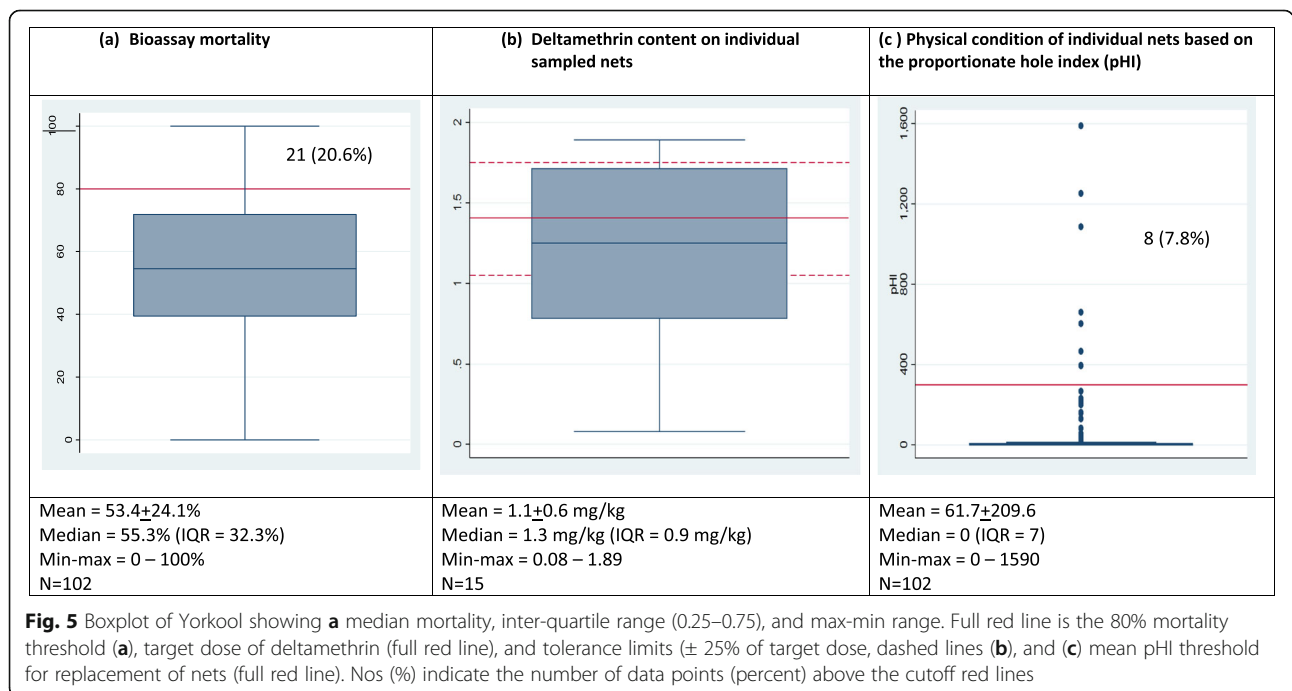 (a) Bioassay mortality
(b) Deltamethrin content on individual
sampled nets
(c ) Physical condition of individual nets based on
the proportionate hole index (pHI)
100
80
60
40
20
0
21 (20.6%)
2
1.5
1
.5
0
1,600
1,200
800
400
0
pHI
8 (7.8%)
Mean = 53.4+24.1%
Median = 55.3% (IQR = 32.3%)
Min-max = 0 – 100%
N=102
Mean = 1.1+0.6 mg/kg
Median = 1.3 mg/kg (IQR = 0.9 mg/kg)
Min-max = 0.08 – 1.89
N=15
Mean = 61.7+209.6
Median = 0 (IQR = 7)
Min-max = 0 – 1590
N=102
Fig. 5 Boxplot of Yorkool showing a median mortality, inter-quartile range (0.25–0.75), and max-min range. Full red line is the 80% mortality
threshold (a), target dose of deltamethrin (full red line), and tolerance limits (± 25% of target dose, dashed lines (b), and (c) mean pHI threshold
for replacement of nets (full red line). Nos (%) indicate the number of data points (percent) above the cutoff red lines